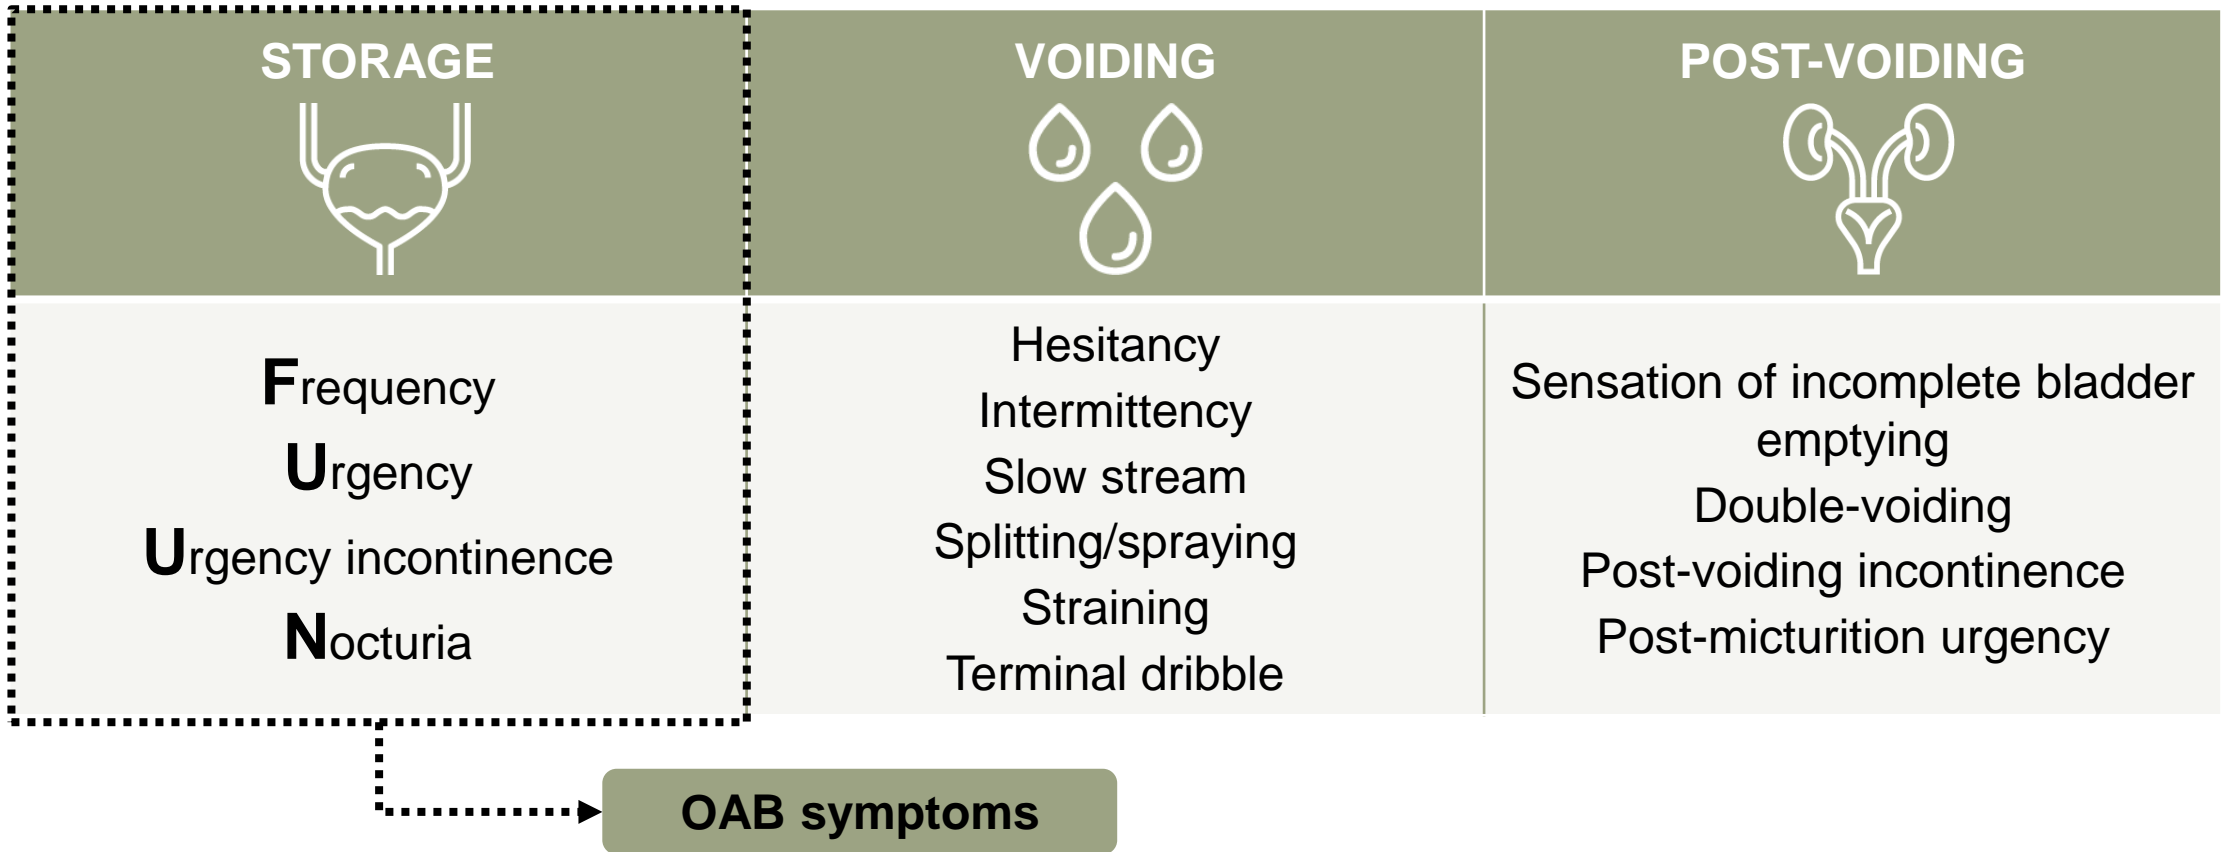 STORAGE
Frequency
Urgency
Urgency incontinence
Nocturia
VOIDING
Hesitancy
Intermittency
Slow stream
Splitting/spraying
Straining
Terminal dribble
POST-VOIDING
Sensation of incomplete bladder
emptying
Double-voiding
Post-voiding incontinence
Post-micturition urgency
OAB symptoms